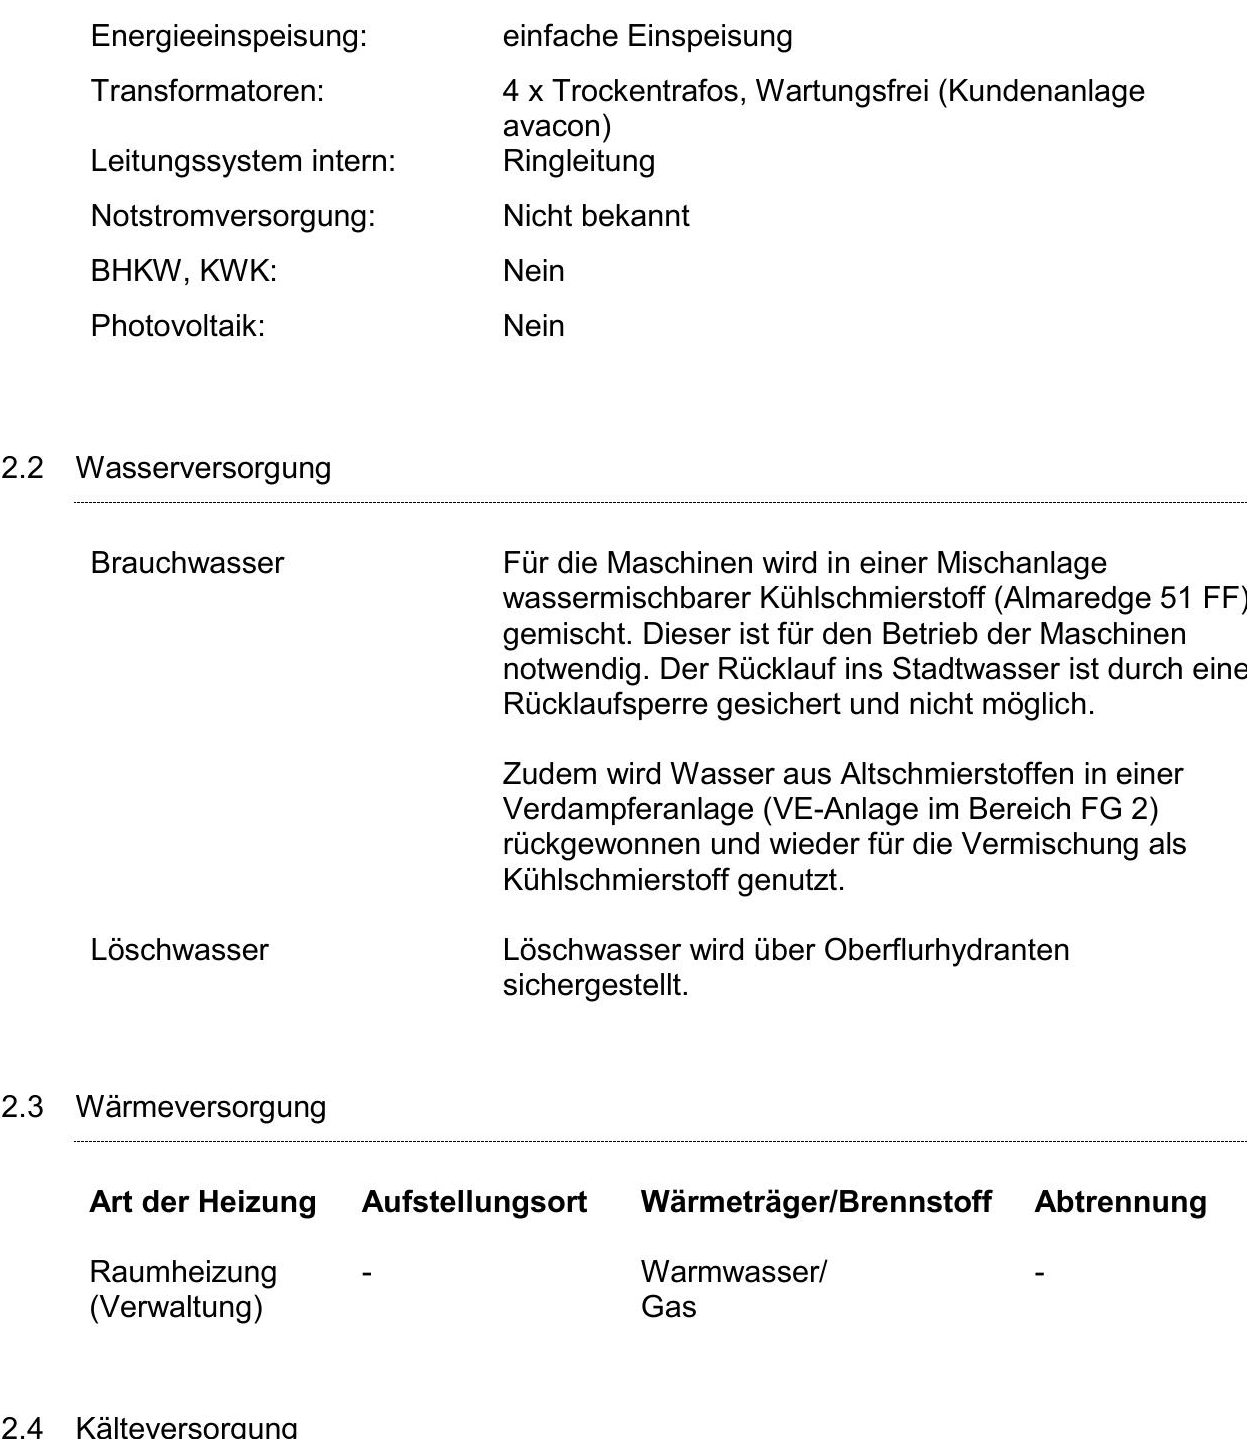 Energieeinspeisung: einfache Einspeisung
Transformatoren: 4 x Trockentrafos, Wartungsfrei (Kundenanlage
avacon)
Leitungssystem intern: Ringleitung
Notstromversorgung: Nicht bekannt
BHKW, KWK: Nein
Photovoltaik: Nein
2.2 Wasserversorgung
Brauchwasser Für die Maschinen wird in einer Mischanlage
wassermischbarer Kühlschmierstoff (Almaredge 51 FF)
gemischt. Dieser ist für den Betrieb der Maschinen
notwendig. Der Rücklauf ins Stadtwasser ist durch eine
Rücklaufsperre gesichert und nicht möglich.
Zudem wird Wasser aus Altschmierstoffen in einer
Verdampferanlage (VE-Anlage im Bereich FG 2)
rückgewonnen und wieder für die Vermischung als
Kühlschmierstoff genutzt.
Löschwasser Löschwasser wird über Oberflurhydranten
sichergestellt.
2.3 Wärmeversorgung
Art der Heizung Aufstellungsort Wärmeträger/Brennstoff Abtrennung
Raumheizung - Warmwasser/ -
(Verwaltung) Gas
2.4 Kälteversorgung